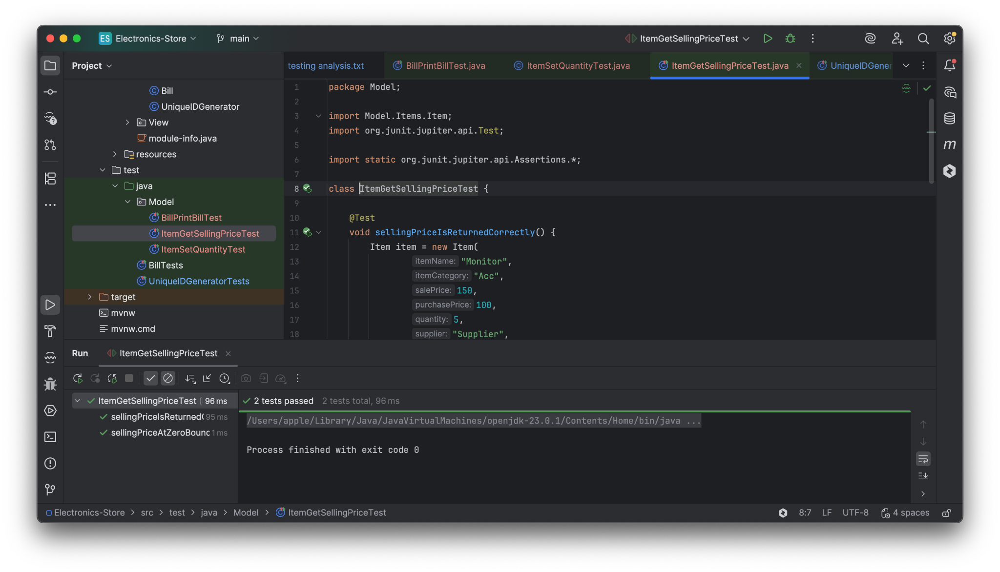 ES Electronics-Store main ItemGetSellingPriceTest
Project
testing analysis.txt BillPrintBillTest.java ItemSetQuantityTest.java ItemGetSellingPriceTest.java UniqueIDGener
Bill
UniqueIDGenerator
View
module-info.java
resources
test
java
Model
BillPrintBillTest
ItemGetSellingPriceTest
ItemSetQuantityTest
BillTests
UniqueIDGeneratorTests
target
mvnw
mvnw.cmd
1 package Model;
2
3 import Model.Items.Item;
4 import org.junit.jupiter.api.Test;
5
6 import static org.junit.jupiter.api.Assertions.*;
7
8 class ItemGetSellingPriceTest {
9
10 @Test
11 void sellingPriceIsReturnedCorrectly() {
12 Item item = new Item(
13 itemName: "Monitor",
14 itemCategory: "Acc",
15 salePrice: 150,
16 purchasePrice: 100,
17 quantity: 5,
18 supplier: "Supplier",
m
Run ItemGetSellingPriceTest
ItemGetSellingPriceTest ( 96 ms
sellingPriceIsReturned( 95 ms
sellingPriceAtZeroBounc 1 ms
2 tests passed 2 tests total, 96 ms
/Users/apple/Library/Java/JavaVirtualMachines/openjdk-23.0.1/Contents/Home/bin/java ...
Process finished with exit code 0
Electronics-Store > src > test > java > Model > ItemGetSellingPriceTest
8:7 LF UTF-8 4 spaces